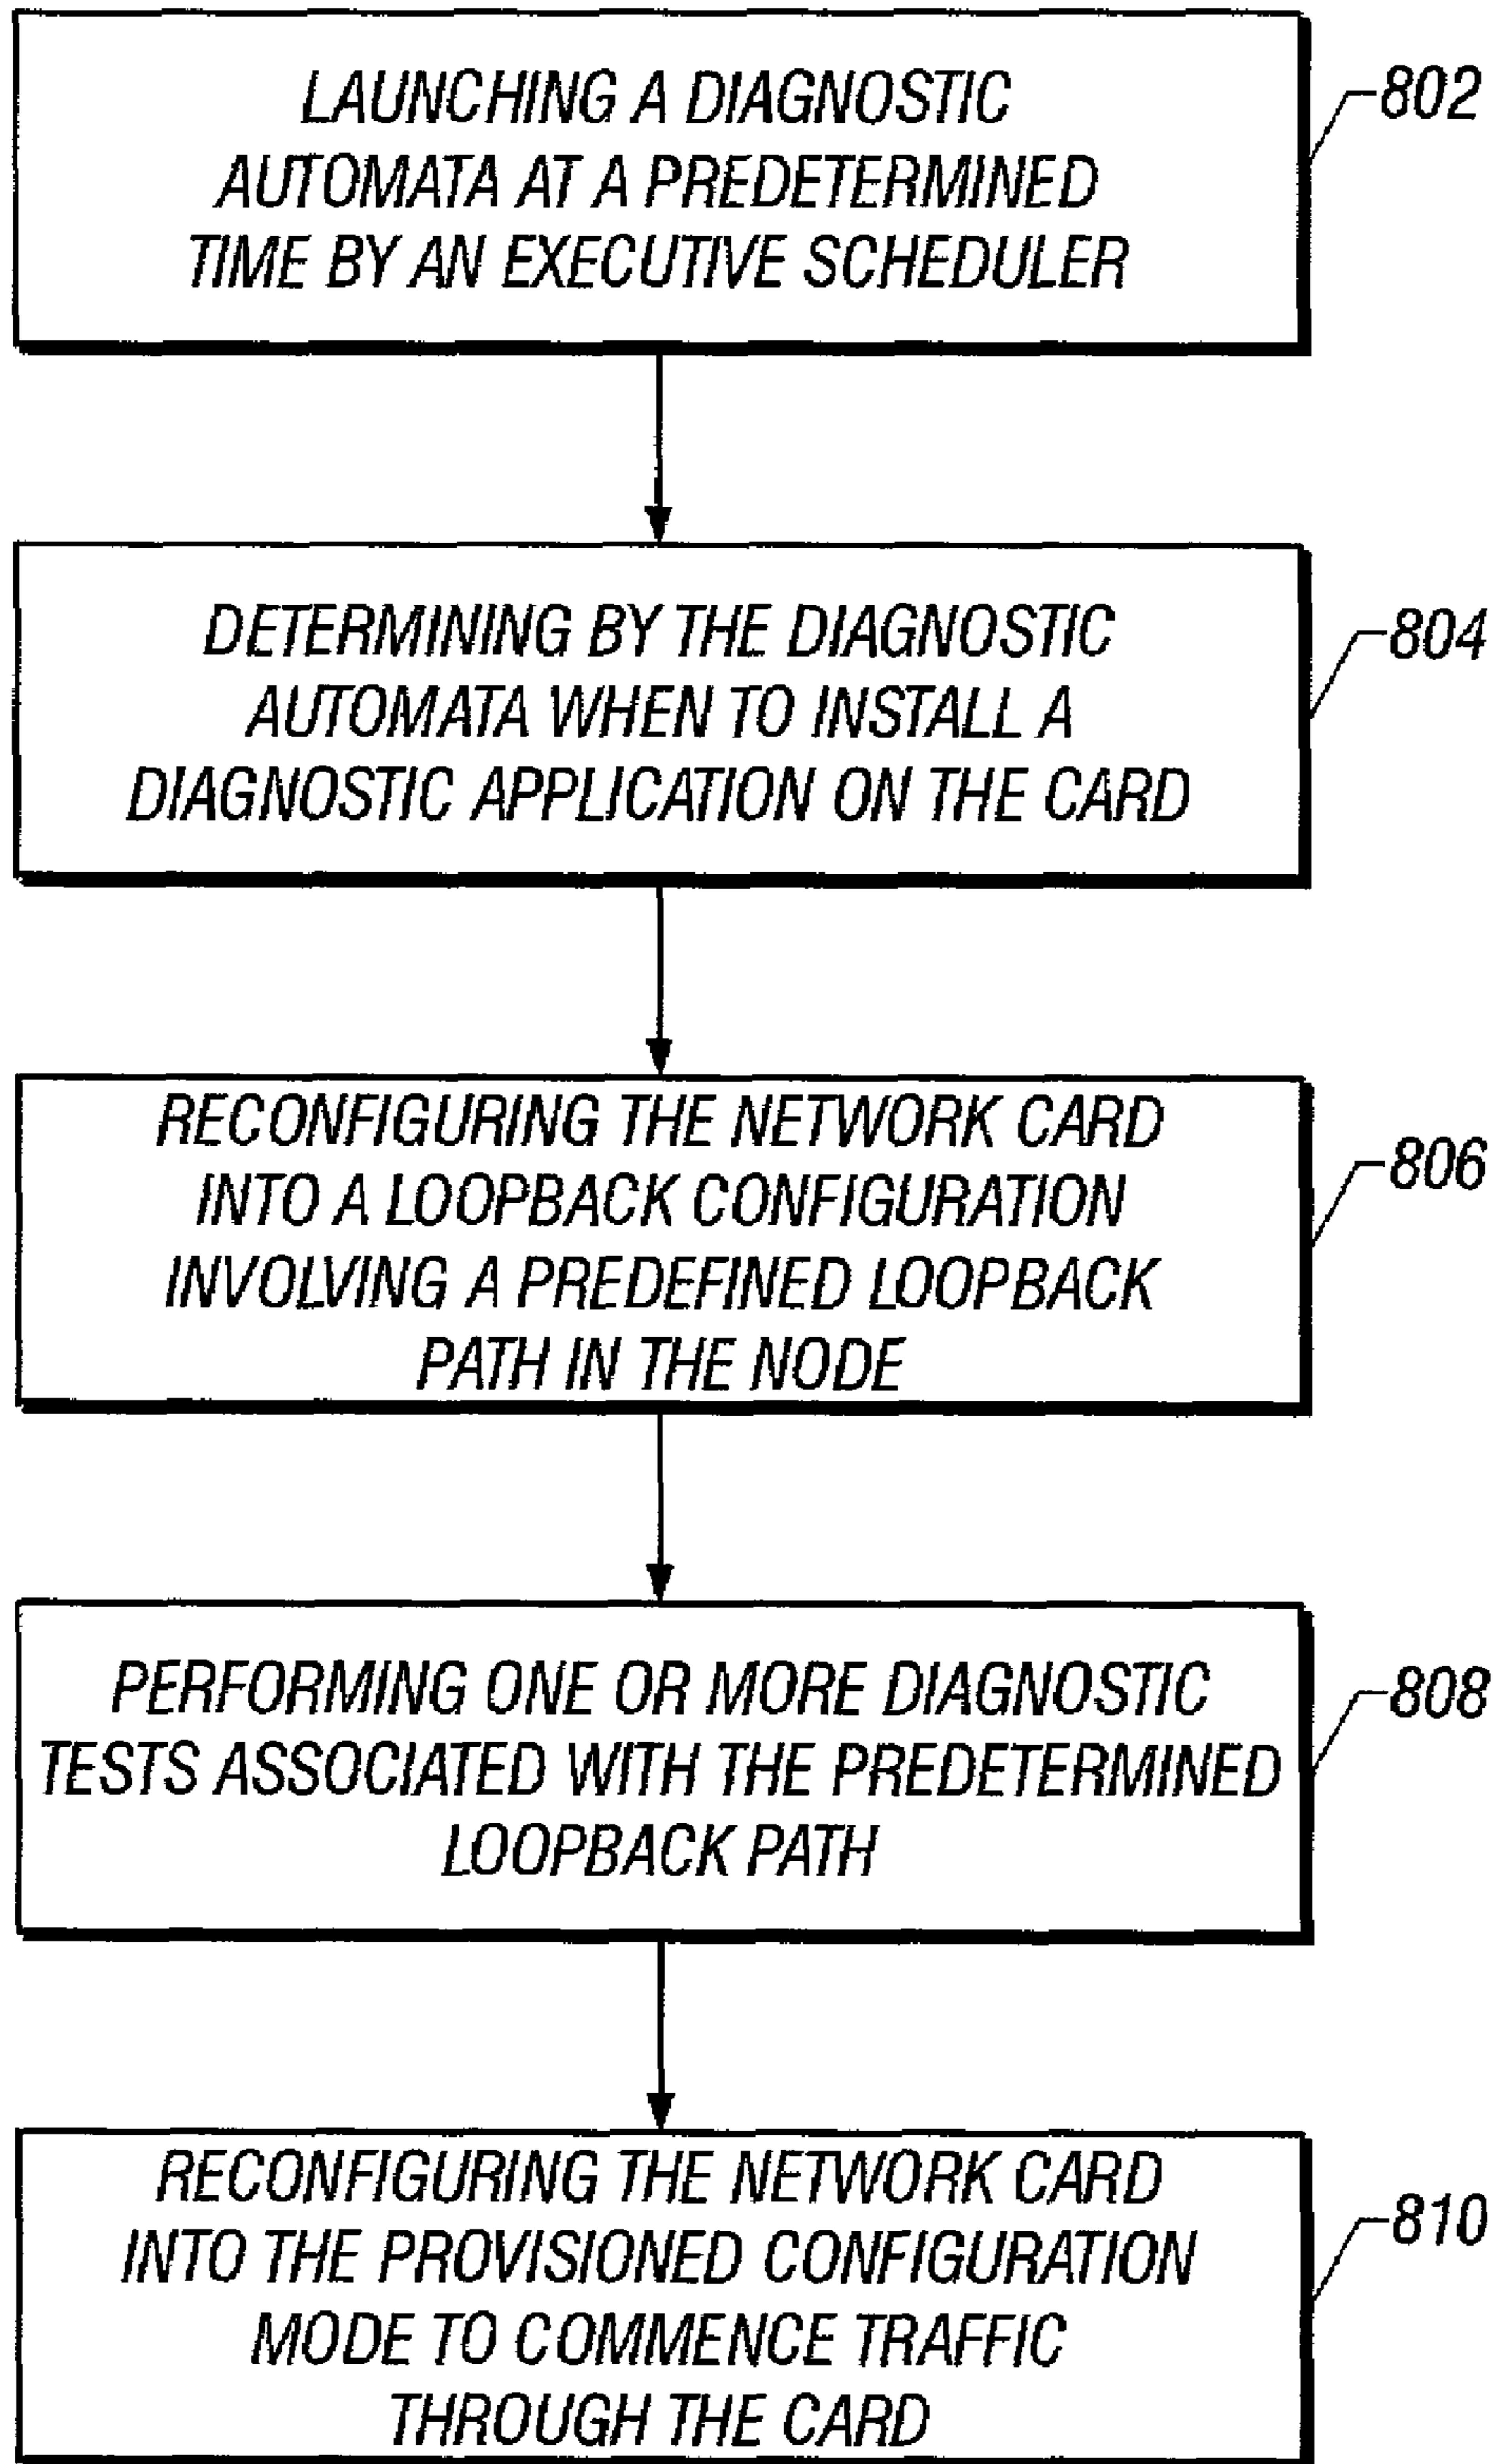 LAUNCHING A DIAGNOSTIC
AUTOMATA AT A PREDETERMINED
TIME BY AN EXECUTIVE SCHEDULER
802
DETERMINING BY THE DIAGNOSTIC
AUTOMATA WHEN TO INSTALL A
DIAGNOSTIC APPLICATION ON THE CARD
804
RECONFIGURING THE NETWORK CARD
INTO A LOOPBACK CONFIGURATION
INVOLVING A PREDEFINED LOOPBACK
PATH IN THE NODE
806
PERFORMING ONE OR MORE DIAGNOSTIC
TESTS ASSOCIATED WITH THE PREDETERMINED
LOOPBACK PATH
808
RECONFIGURING THE NETWORK CARD
INTO THE PROVISIONED CONFIGURATION
MODE TO COMMENCE TRAFFIC
THROUGH THE CARD
810